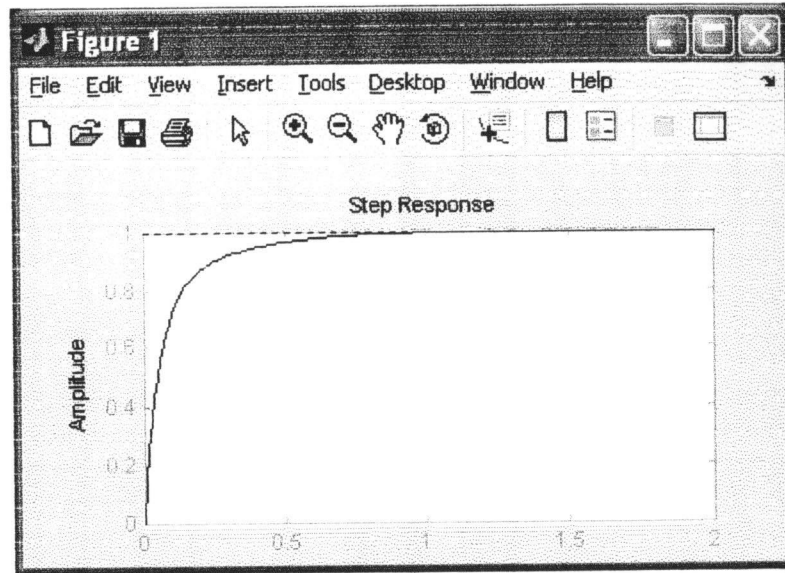 Figure 1
File Edit View Insert Tools Desktop Window Help
Step Response
Amplitude
1
0.8
0.6
0.4
0.2
0
0 0.5 1 1.5 2